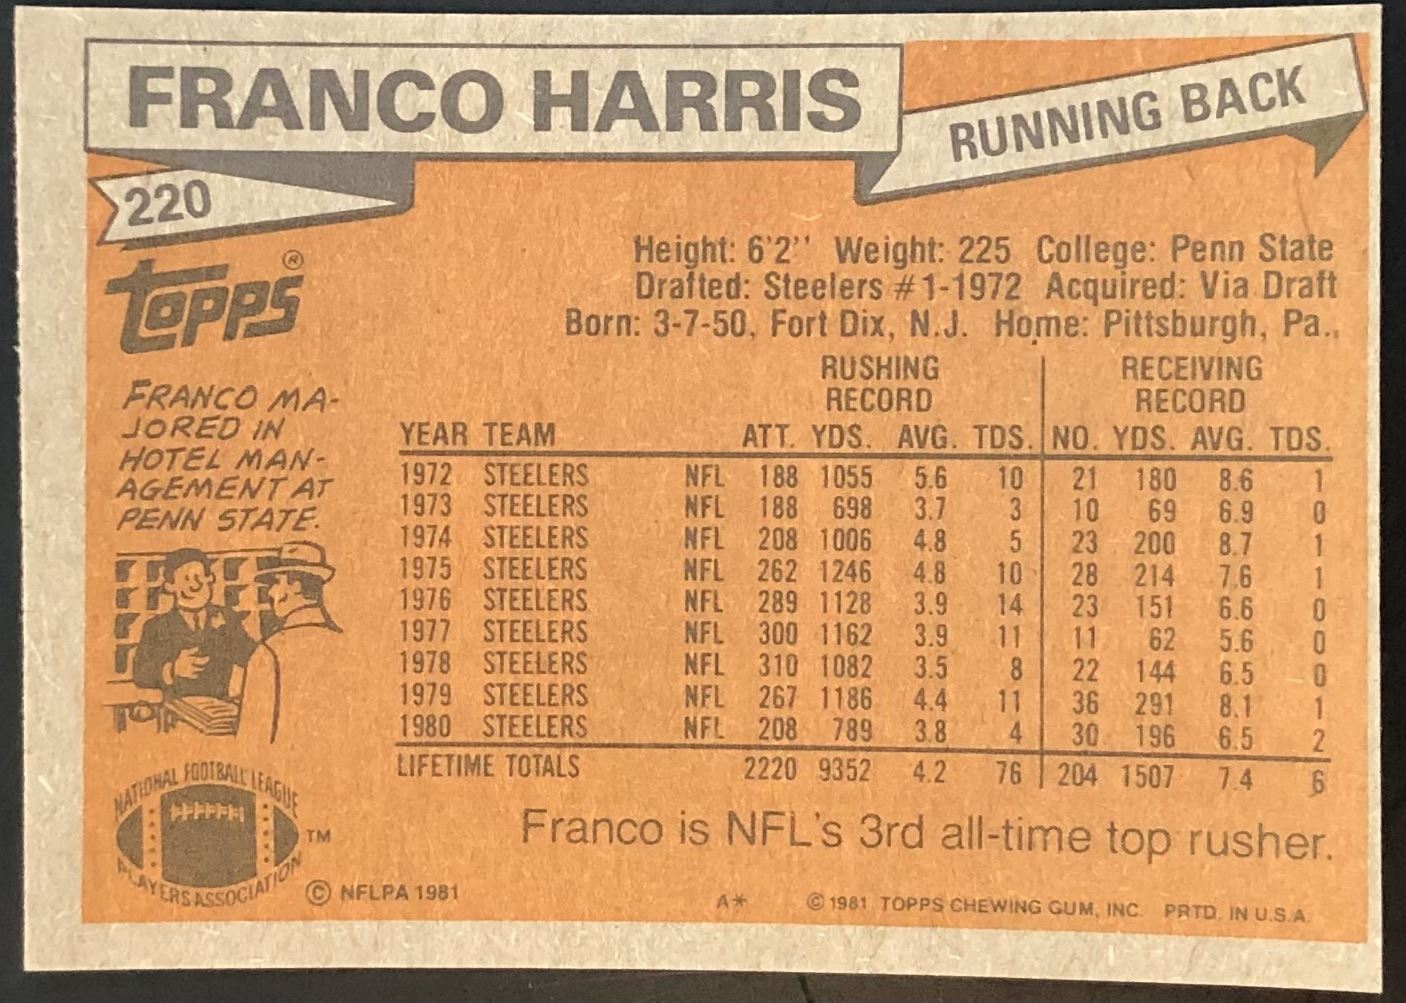 FRANCO HARRIS
RUNNING BACK
220
TOPPS®
Height: 6'2'' Weight: 225 College: Penn State
Drafted: Steelers #1-1972 Acquired: Via Draft
Born: 3-7-50, Fort Dix, N.J. Home: Pittsburgh, Pa.,
FRANCO MA-
JORED IN
HOTEL MAN-
AGEMENT AT
PENN STATE.
RUSHING RECEIVING
RECORD RECORD
YEAR TEAM ATT. YDS. AVG. TDS. NO. YDS. AVG. TDS.
1972 STEELERS NFL 188 1055 5.6 10 21 180 8.6 1
1973 STEELERS NFL 188 698 3.7 3 10 69 6.9 0
1974 STEELERS NFL 208 1006 4.8 5 23 200 8.7 1
1975 STEELERS NFL 262 1246 4.8 10 28 214 7.6 1
1976 STEELERS NFL 289 1128 3.9 14 23 151 6.6 0
1977 STEELERS NFL 300 1162 3.9 11 11 62 5.6 0
1978 STEELERS NFL 310 1082 3.5 8 22 144 6.5 0
1979 STEELERS NFL 267 1186 4.4 11 36 291 8.1 1
1980 STEELERS NFL 208 789 3.8 4 30 196 6.5 2
LIFETIME TOTALS 2220 9352 4.2 76 204 1507 7.4 6
Franco is NFL's 3rd all-time top rusher.
NATIONAL FOOTBALL LEAGUE
PLAYERS ASSOCIATION
TM
© NFLPA 1981
A* © 1981 TOPPS CHEWING GUM, INC. PRTD. IN U.S.A.